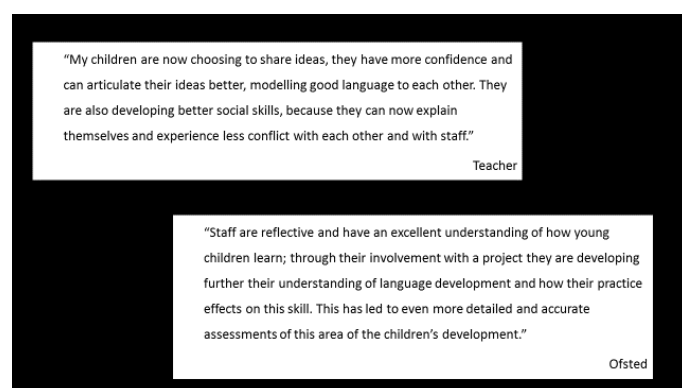 “My children are now choosing to share ideas, they have more confidence and
can articulate their ideas better, modelling good language to each other. They
are also developing better social skills, because they can now explain
themselves and experience less conflict with each other and with staff.”
Teacher
“Staff are reflective and have an excellent understanding of how young
children learn; through their involvement with a project they are developing
further their understanding of language development and how their practice
effects on this skill. This has led to even more detailed and accurate
assessments of this area of the children’s development.”
Ofsted